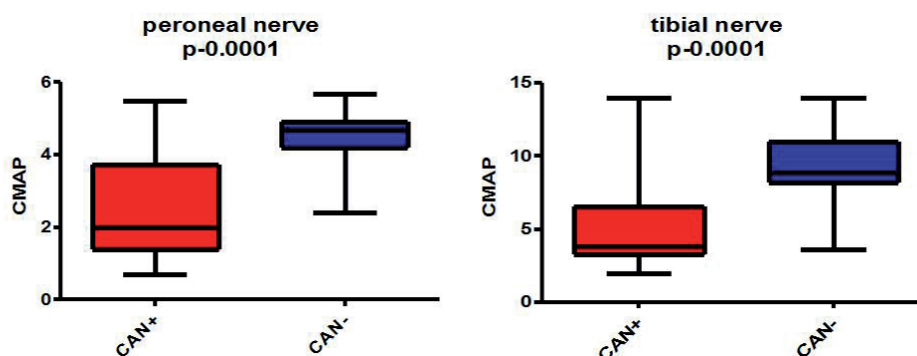 peroneal nerve
p-0.0001
CMAP
6
4
2
0
CAN+
CAN-
tibial nerve
p-0.0001
CMAP
15
10
5
0
CAN+
CAN-